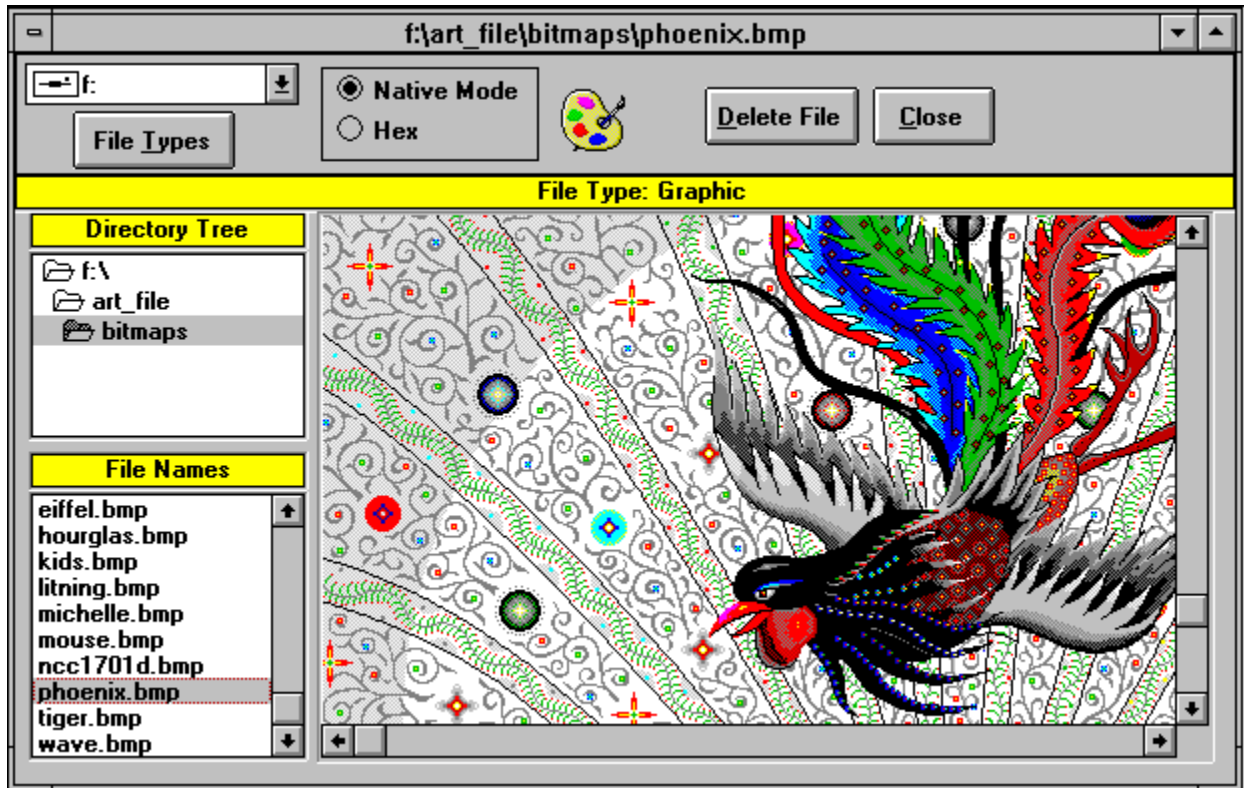 f:\art_file\bitmaps\phoenix.bmp
f:
Native Mode
Hex
File Types
Delete File
Close
File Type: Graphic
Directory Tree
f:\
art_file
bitmaps
File Names
eiffel.bmp
hourglas.bmp
kids.bmp
litning.bmp
michelle.bmp
mouse.bmp
ncc1701d.bmp
phoenix.bmp
tiger.bmp
wave.bmp